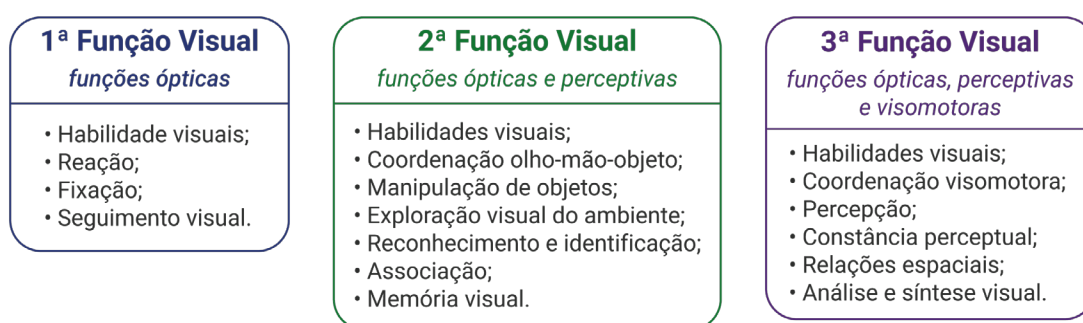 1ª Função Visual
funções ópticas
• Habilidade visuais;
• Reação;
• Fixação;
• Seguimento visual.
2ª Função Visual
funções ópticas e perceptivas
• Habilidades visuais;
• Coordenação olho-mão-objeto;
• Manipulação de objetos;
• Exploração visual do ambiente;
• Reconhecimento e identificação;
• Associação;
• Memória visual.
3ª Função Visual
funções ópticas, perceptivas
e visomotoras
• Habilidades visuais;
• Coordenação visomotora;
• Percepção;
• Constância perceptual;
• Relações espaciais;
• Análise e síntese visual.